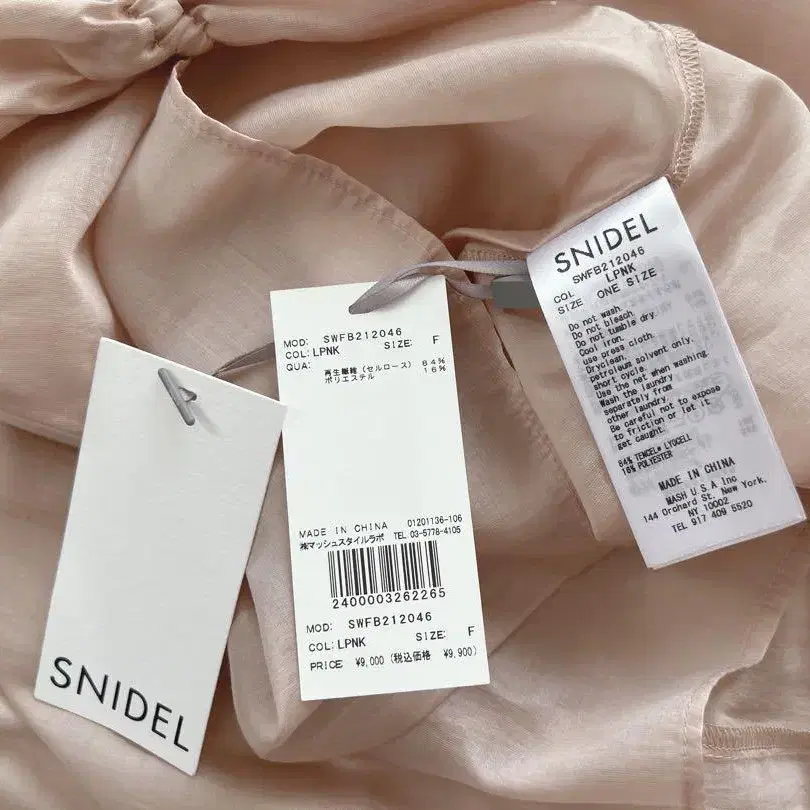 SNIDEL
MOD: SWFB212046
COL: LPNK SIZE: F
QUA:
再生繊維（セルロース） 84%
ポリエステル 16%
MADE IN CHINA 01201136-106
㈱マッシュスタイルラボ TEL 03-5778-4105
2400003262265
MOD: SWFB212046
COL: LPNK SIZE: F
PRICE ¥9,000 (税込価格 ¥9,900)
SNIDEL
SWFB212046
COL LPNK
SIZE ONE SIZE
Do not wash.
Do not bleach.
Do not tumble dry.
Cool iron.
use press cloth.
Dryclean.
petroleum solvent only.
short cycle.
Use the net when washing.
Wash the laundry
separately from
other laundry.
Be careful not to expose
to friction or let it
get caught.
84% TENCEL® LYOCELL
16% POLYESTER
MADE IN CHINA
MASH U.S.A Inc
144 Orchard St. New York.
NY 10002
TEL 917 409 5520